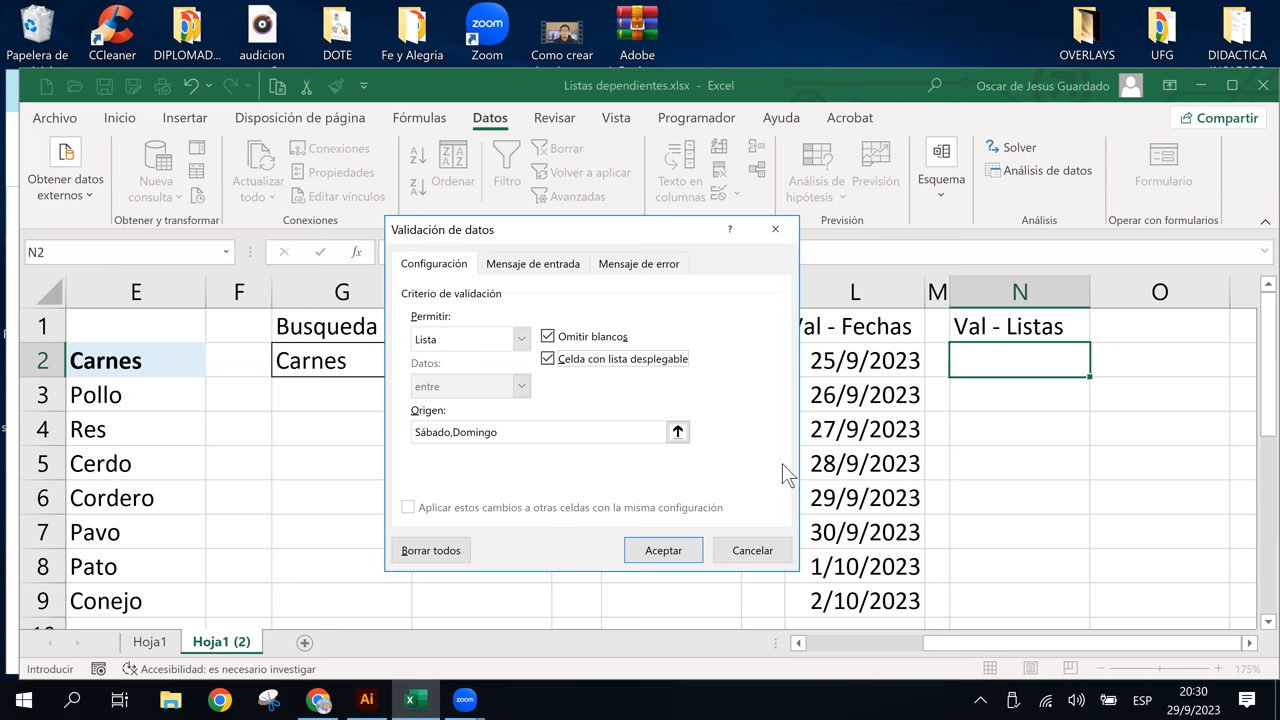 Papelera de
CCleaner
DIPLOMAD...
audicion
DOTE
Fe y Alegria
zoom
Zoom
Como crear
Adobe
OVERLAYS
UFG
DIDACTICA
Listas dependientes.xlsx - Excel
Oscar de Jesus Guardado
Archivo
Inicio
Insertar
Disposición de página
Fórmulas
Datos
Revisar
Vista
Programador
Ayuda
Acrobat
Compartir
Obtener datos
externos
Nueva
consulta
Obtener y transformar
Actualizar
todo
Conexiones
Propiedades
Editar vínculos
Conexiones
Ordenar
Filtro
Borrar
Volver a aplicar
Avanzadas
Texto en
columnas
Análisis de
hipótesis
Previsión
Previsión
Esquema
Solver
Análisis de datos
Análisis
Formulario
Operar con formularios
N2
fx
E F G L M N O
1 Busqueda Val - Fechas Val - Listas
2 Carnes Carnes 25/9/2023
3 Pollo 26/9/2023
4 Res 27/9/2023
5 Cerdo 28/9/2023
6 Cordero 29/9/2023
7 Pavo 30/9/2023
8 Pato 1/10/2023
9 Conejo 2/10/2023
Validación de datos
?
Configuración
Mensaje de entrada
Mensaje de error
Criterio de validación
Permitir:
Lista
Omitir blancos
Celda con lista desplegable
Datos:
entre
Origen:
Sábado,Domingo
Aplicar estos cambios a otras celdas con la misma configuración
Borrar todos
Aceptar
Cancelar
Hoja1
Hoja1 (2)
Introducir
Accesibilidad: es necesario investigar
175%
Ai
zoom
ESP
20:30
29/9/2023